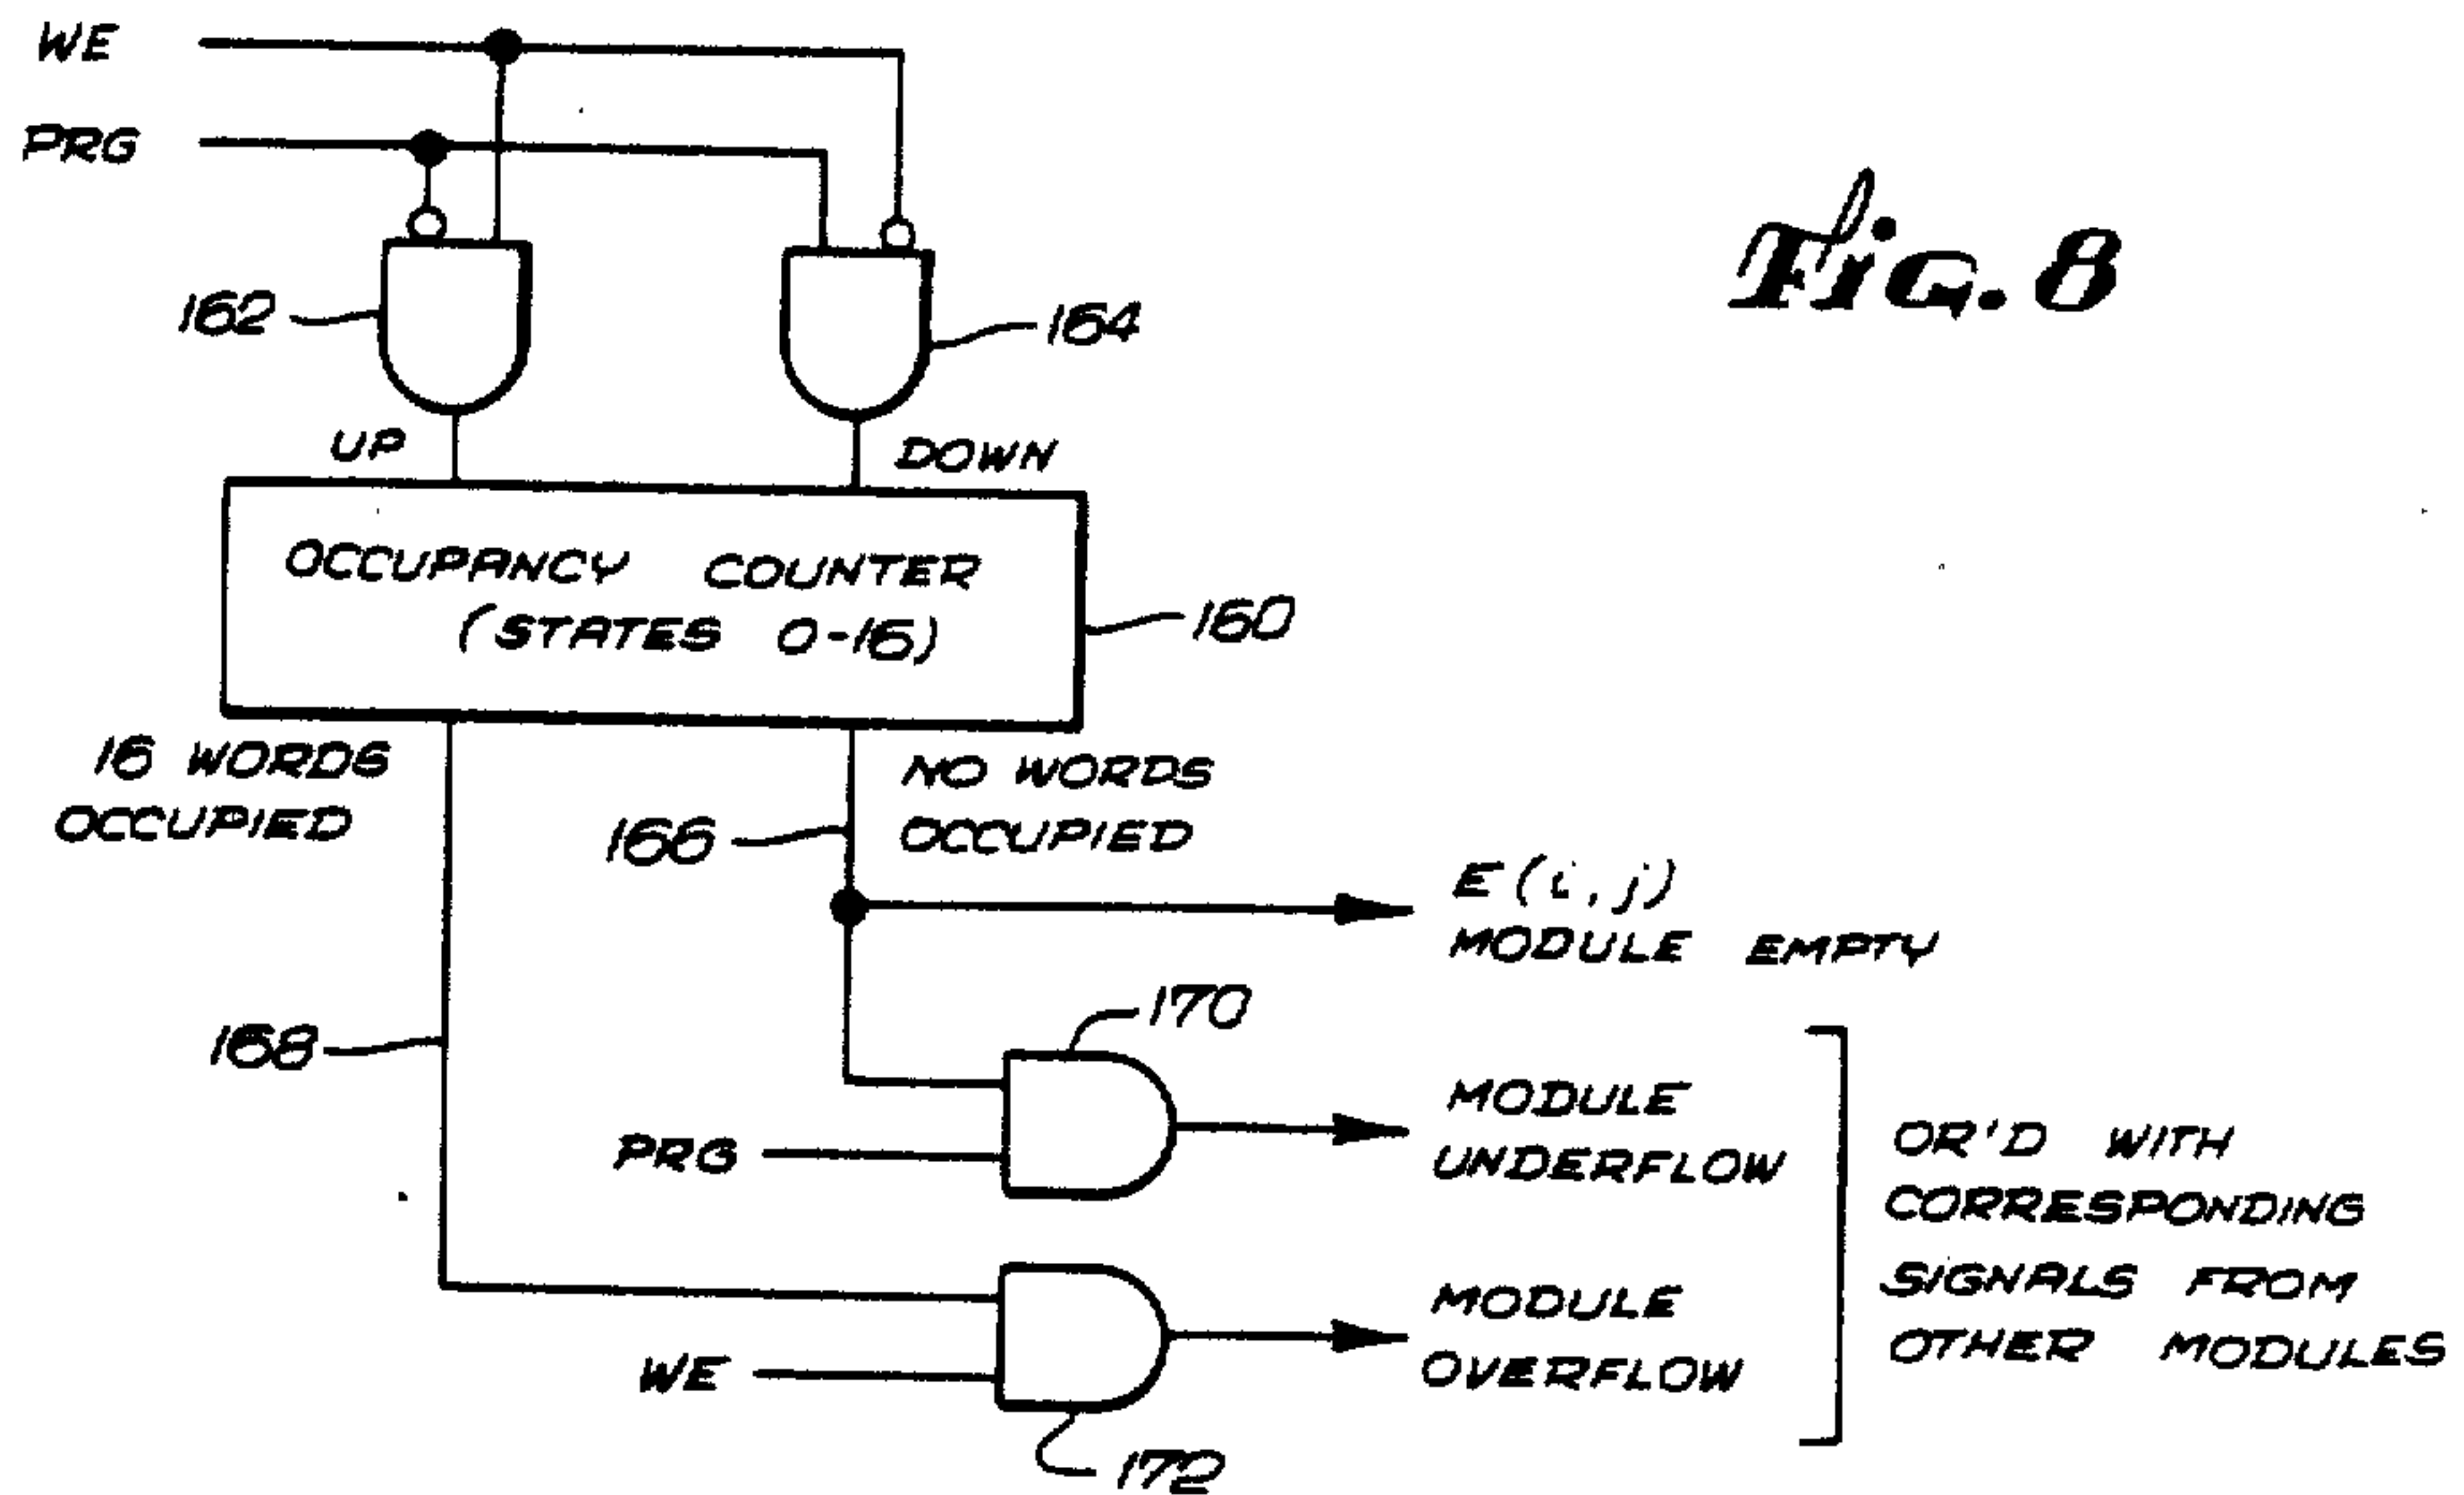 WE
PRG
Fig. 8
162
164
UP
DOWN
OCCUPANCY COUNTER
(STATES 0-16)
160
16 WORDS
OCCUPIED
NO WORDS
OCCUPIED
166
E(i,j)
MODULE EMPTY
168
170
MODULE
UNDERFLOW
PRG
OR'D WITH
CORRESPONDING
SIGNALS FROM
OTHER MODULES
MODULE
OVERFLOW
WE
172